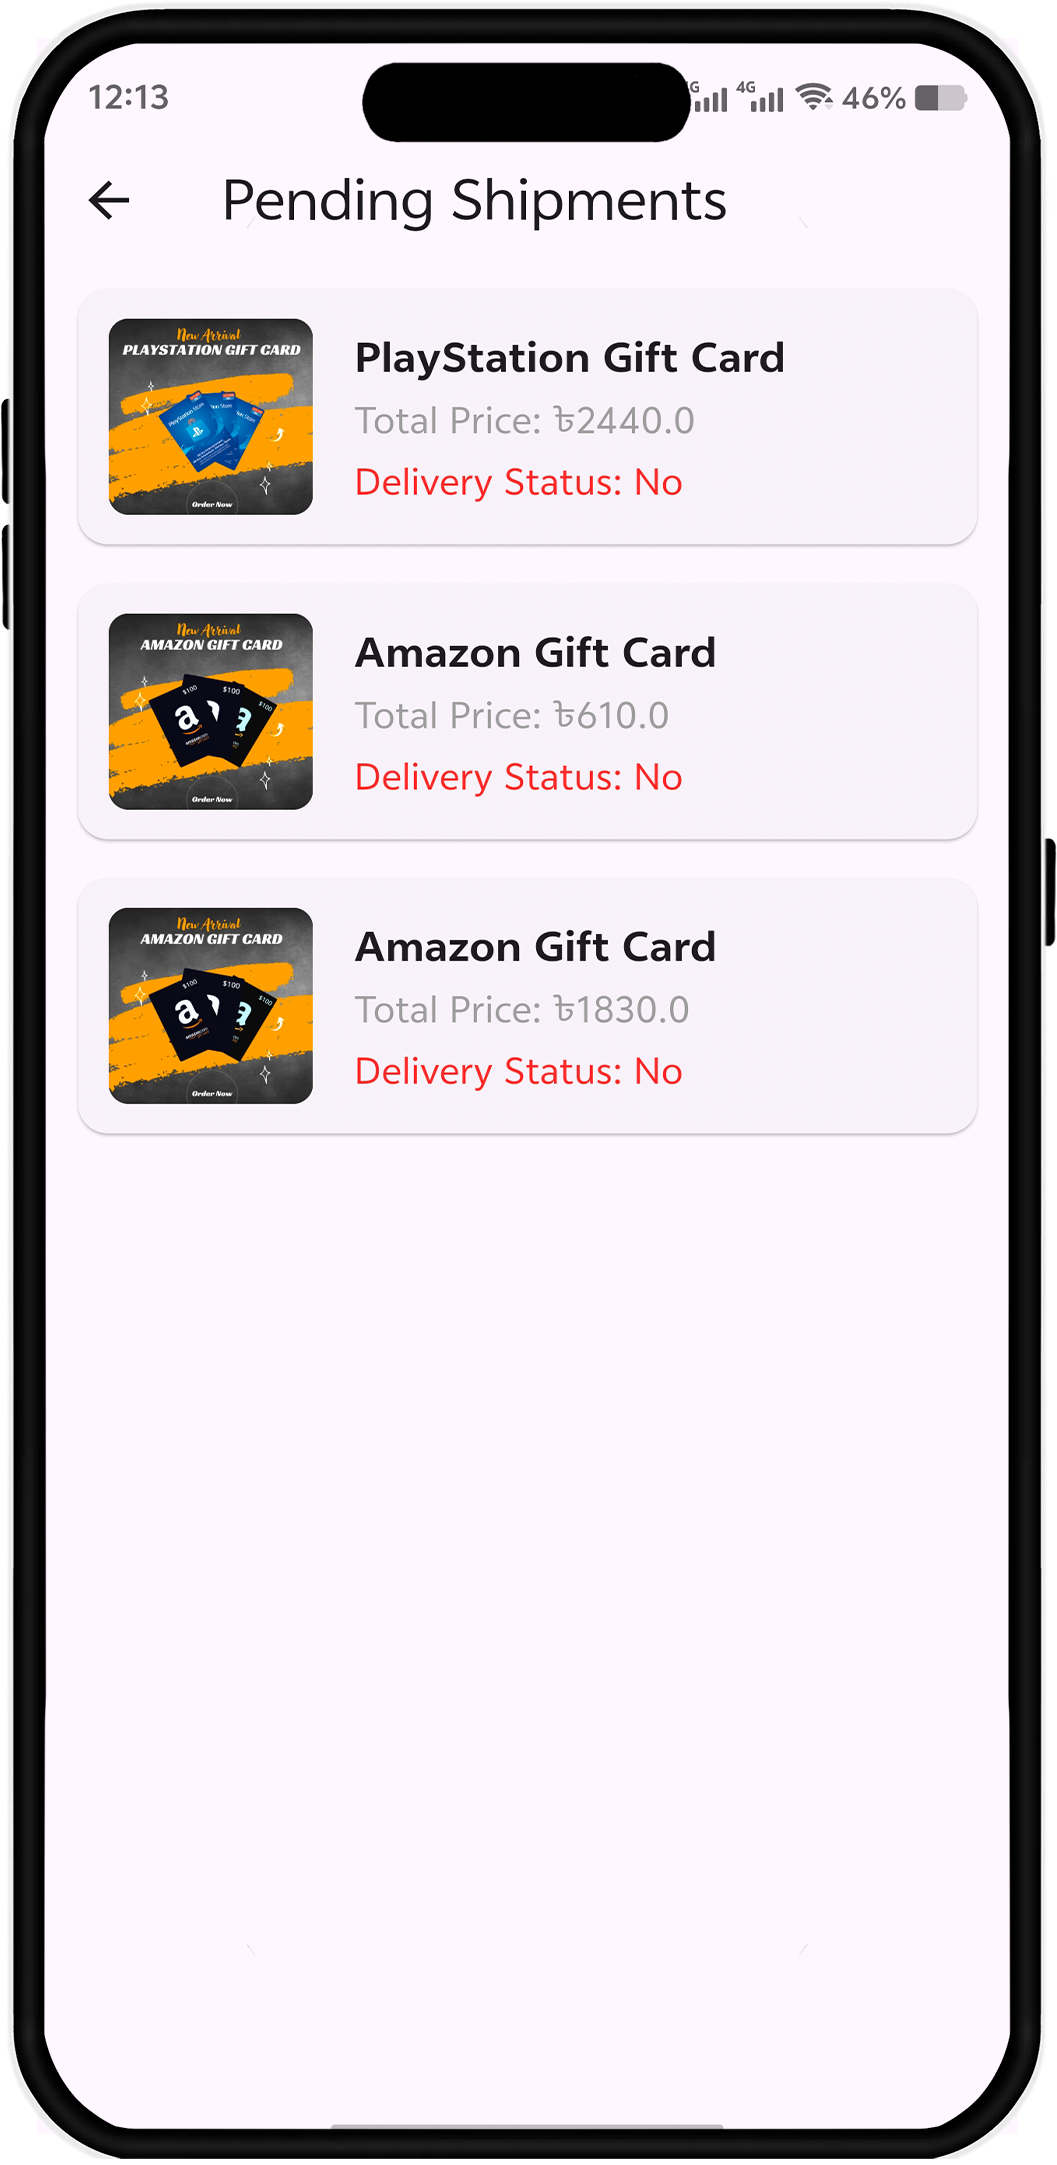 12:13
4G 46%
Pending Shipments
New Arrival
PLAYSTATION GIFT CARD
PlayStation Store
Order Now
PlayStation Gift Card
Total Price: ৳2440.0
Delivery Status: No
New Arrival
AMAZON GIFT CARD
$100 $100 $100
a
Order Now
Amazon Gift Card
Total Price: ৳610.0
Delivery Status: No
New Arrival
AMAZON GIFT CARD
$100 $100 $100
a
Order Now
Amazon Gift Card
Total Price: ৳1830.0
Delivery Status: No